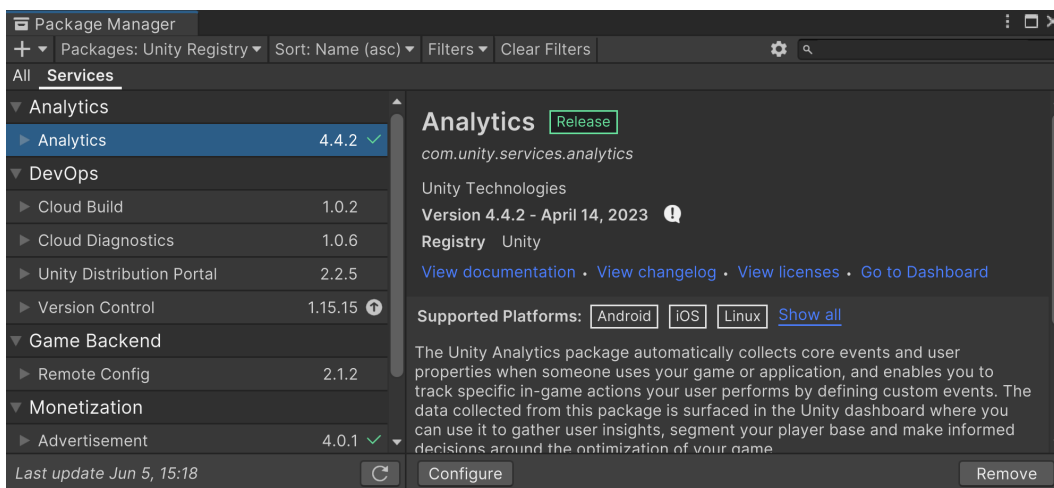 Package Manager
Packages: Unity Registry Sort: Name (asc) Filters Clear Filters
All Services
Analytics
Analytics 4.4.2
DevOps
Cloud Build 1.0.2
Cloud Diagnostics 1.0.6
Unity Distribution Portal 2.2.5
Version Control 1.15.15
Game Backend
Remote Config 2.1.2
Monetization
Advertisement 4.0.1
Last update Jun 5, 15:18
Analytics Release
com.unity.services.analytics
Unity Technologies
Version 4.4.2 - April 14, 2023
Registry Unity
View documentation • View changelog • View licenses • Go to Dashboard
Supported Platforms: Android iOS Linux Show all
The Unity Analytics package automatically collects core events and user
properties when someone uses your game or application, and enables you to
track specific in-game actions your user performs by defining custom events. The
data collected from this package is surfaced in the Unity dashboard where you
can use it to gather user insights, segment your player base and make informed
decisions around the optimization of your game
Configure Remove